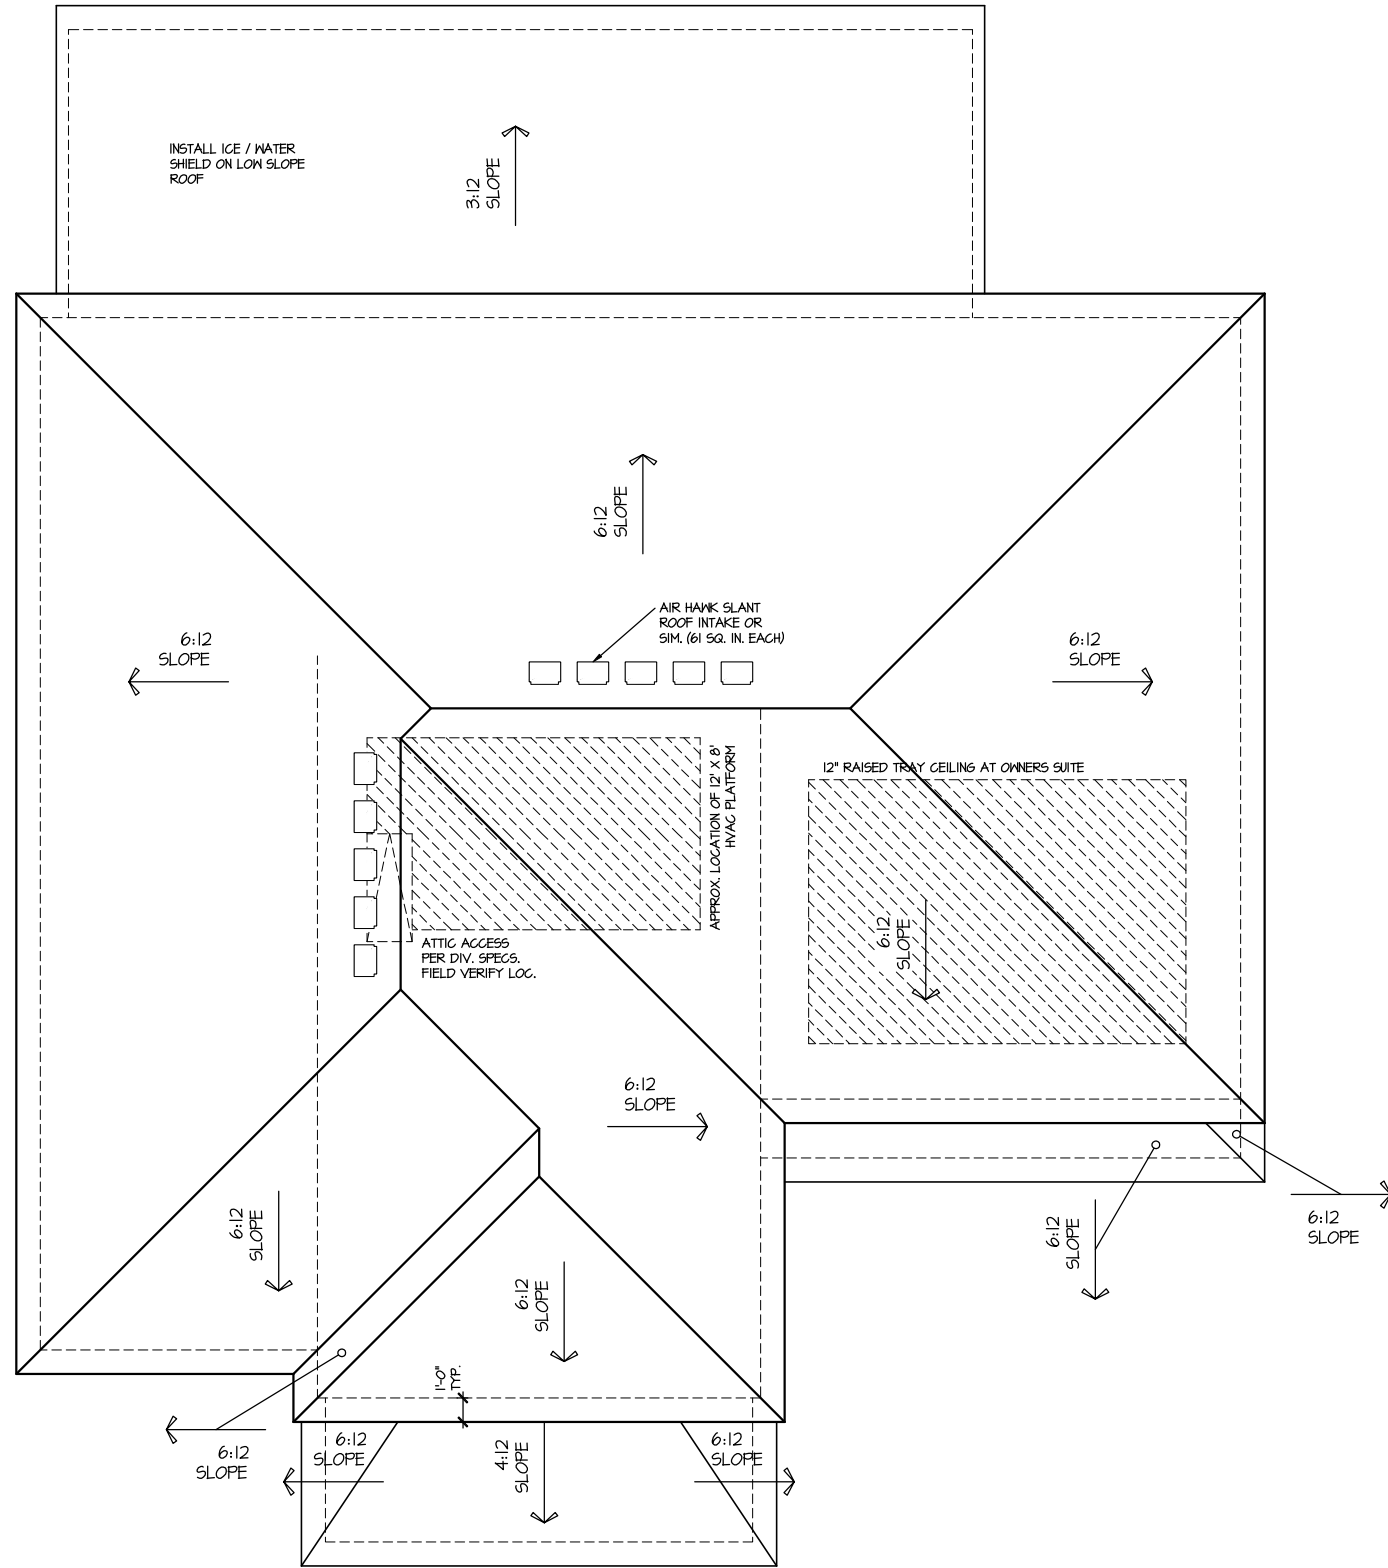 INSTALL ICE / WATER
SHIELD ON LOW SLOPE
ROOF
3:12
SLOPE
6:12
SLOPE
AIR HAWK SLANT
ROOF INTAKE OR
SIM. (61 SQ. IN. EACH)
6:12
SLOPE
6:12
SLOPE
APPROX. LOCATION OF 12' X 8'
HVAC PLATFORM
12" RAISED TRAY CEILING AT OWNERS SUITE
6:12
SLOPE
ATTIC ACCESS
PER DIV. SPECS.
FIELD VERIFY LOC.
6:12
SLOPE
6:12
SLOPE
6:12
SLOPE
6:12
SLOPE
6:12
SLOPE
1'-0"
TYP.
6:12
SLOPE
6:12
SLOPE
4:12
SLOPE
6:12
SLOPE